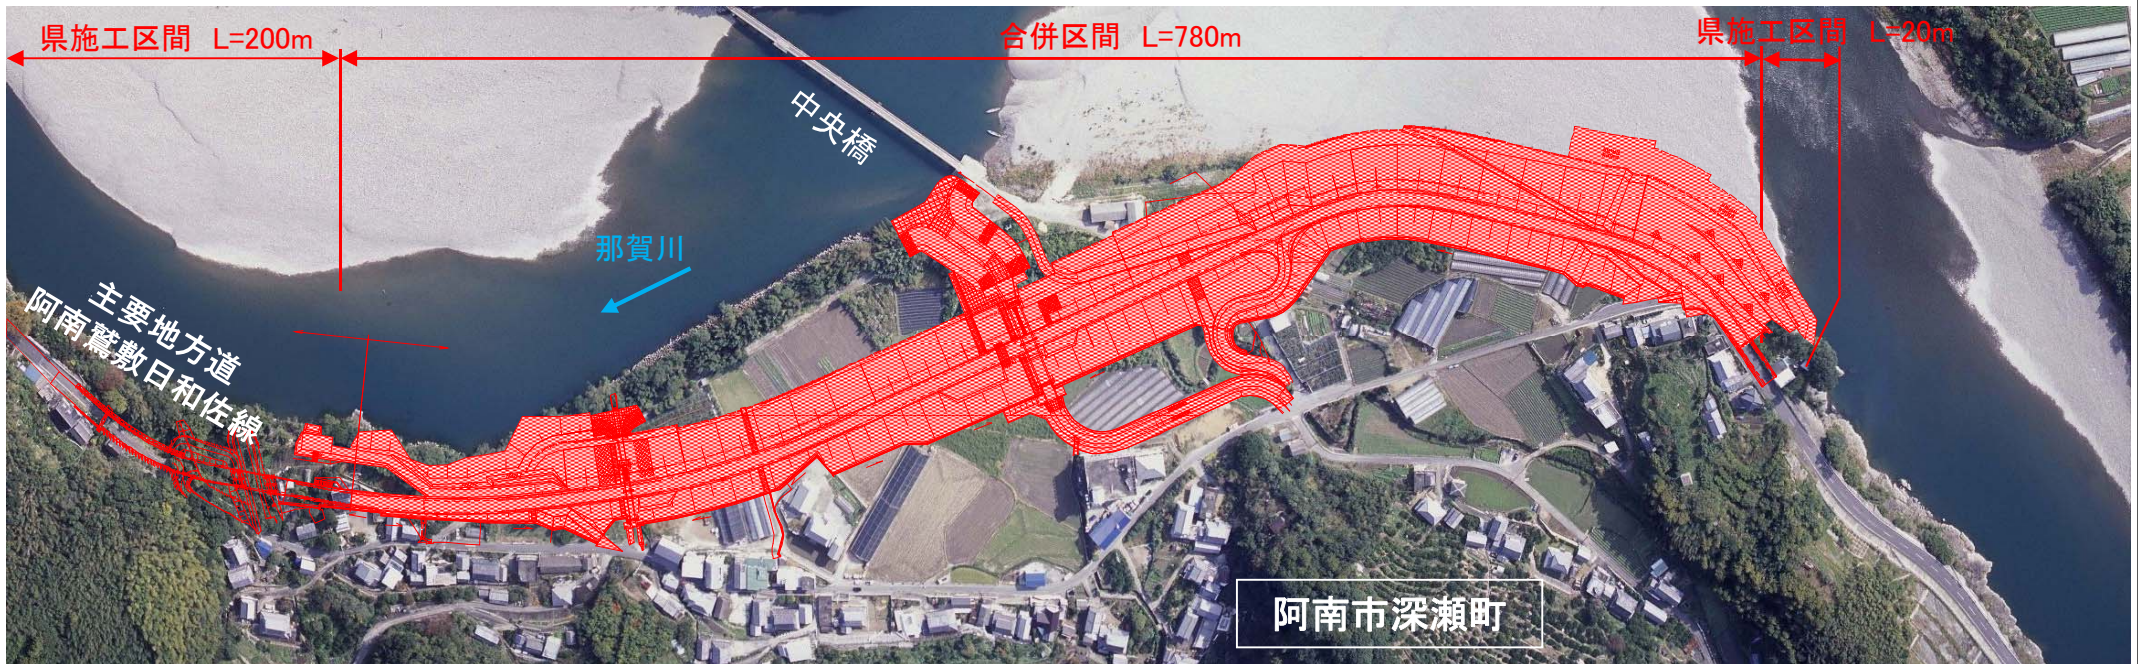 県施工区間 L=200m
合併区間 L=780m
県施工区間 L=20m
中央橋
那賀川
主要地方道
阿南鷲敷日和佐線
阿南市深瀬町